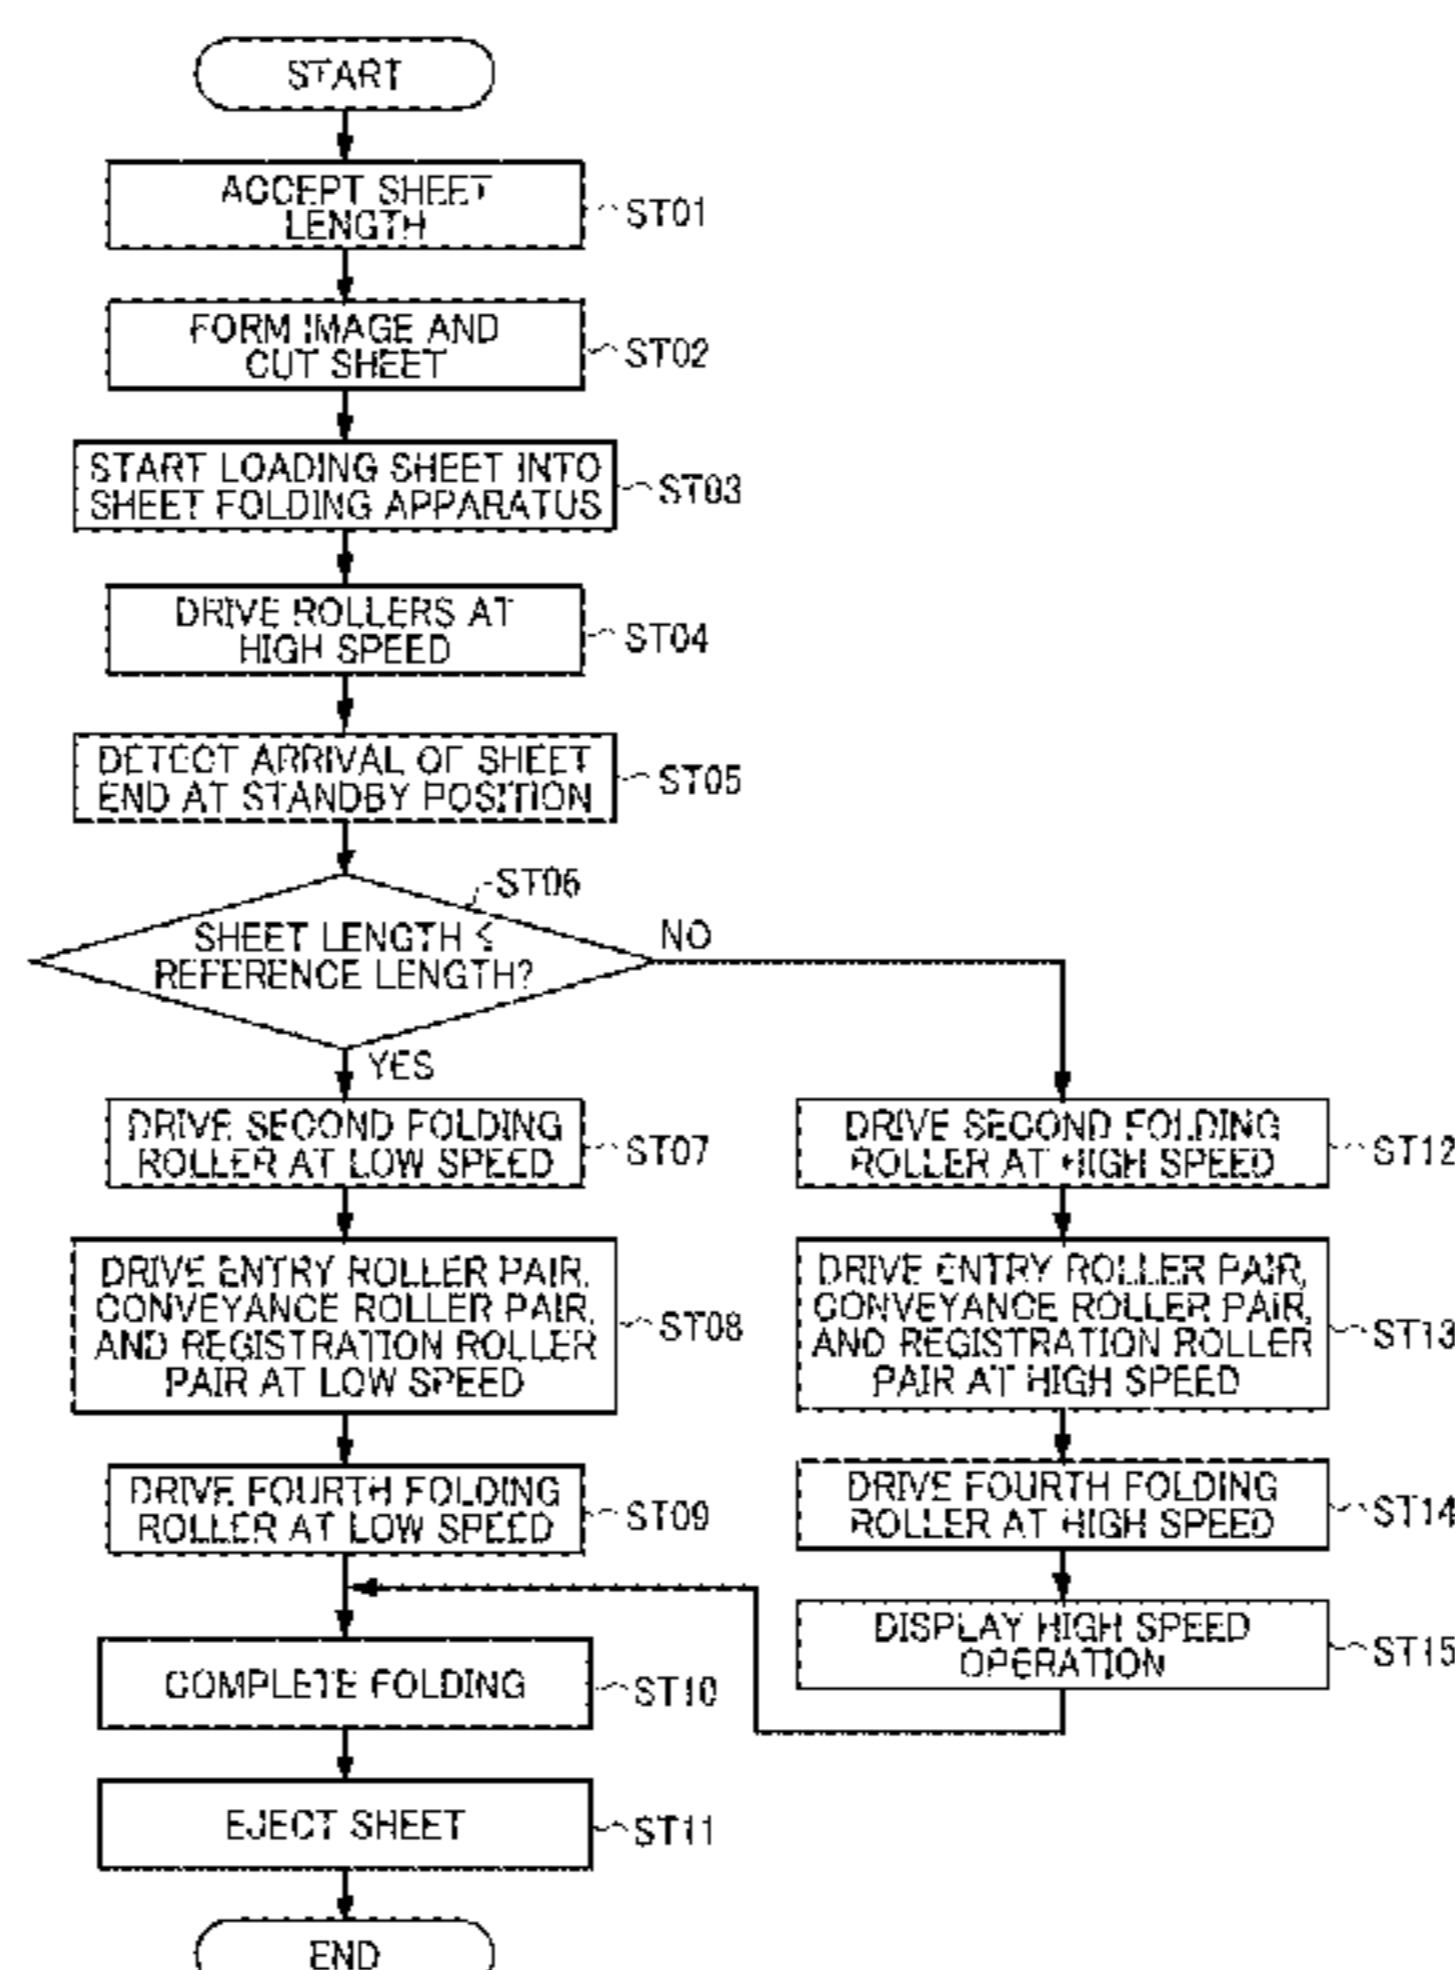 START
ACCEPT SHEET
LENGTH
ST01
FORM IMAGE AND
CUT SHEET
ST02
START LOADING SHEET INTO
SHEET FOLDING APPARATUS
ST03
DRIVE ROLLERS AT
HIGH SPEED
ST04
DETECT ARRIVAL OF SHEET
END AT STANDBY POSITION
ST05
ST06
SHEET LENGTH ≤
REFERENCE LENGTH?
NO
YES
DRIVE SECOND FOLDING
ROLLER AT LOW SPEED
ST07
DRIVE ENTRY ROLLER PAIR,
CONVEYANCE ROLLER PAIR,
AND REGISTRATION ROLLER
PAIR AT LOW SPEED
ST08
DRIVE FOURTH FOLDING
ROLLER AT LOW SPEED
ST09
COMPLETE FOLDING
ST10
EJECT SHEET
ST11
END
DRIVE SECOND FOLDING
ROLLER AT HIGH SPEED
ST12
DRIVE ENTRY ROLLER PAIR,
CONVEYANCE ROLLER PAIR,
AND REGISTRATION ROLLER
PAIR AT HIGH SPEED
ST13
DRIVE FOURTH FOLDING
ROLLER AT HIGH SPEED
ST14
DISPLAY HIGH SPEED
OPERATION
ST15